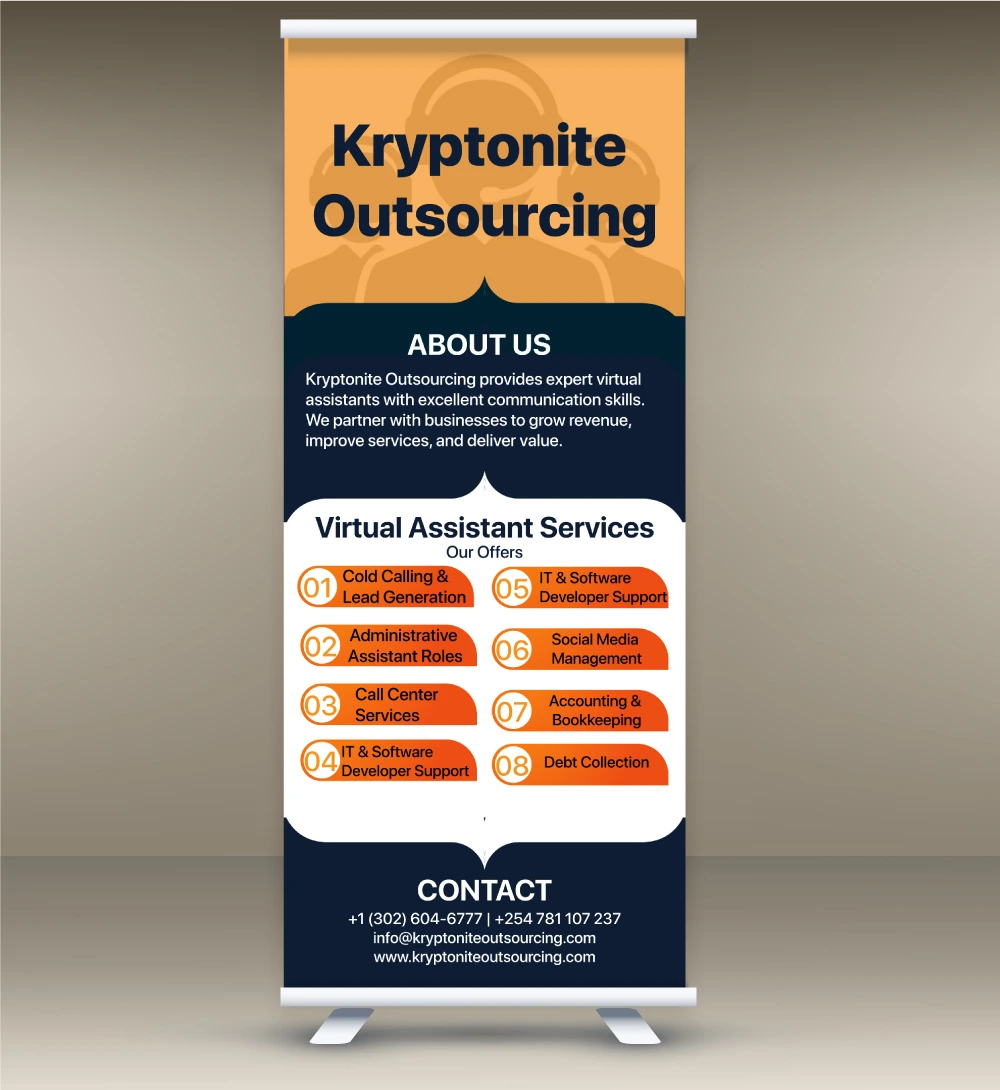 Kryptonite
Outsourcing
ABOUT US
Kryptonite Outsourcing provides expert virtual
assistants with excellent communication skills.
We partner with businesses to grow revenue,
improve services, and deliver value.
Virtual Assistant Services
Our Offers
01 Cold Calling &
Lead Generation
02 Administrative
Assistant Roles
03 Call Center
Services
04 IT & Software
Developer Support
05 IT & Software
Developer Support
06 Social Media
Management
07 Accounting &
Bookkeeping
08 Debt Collection
CONTACT
+1 (302) 604-6777 | +254 781 107 237
info@kryptoniteoutsourcing.com
www.kryptoniteoutsourcing.com